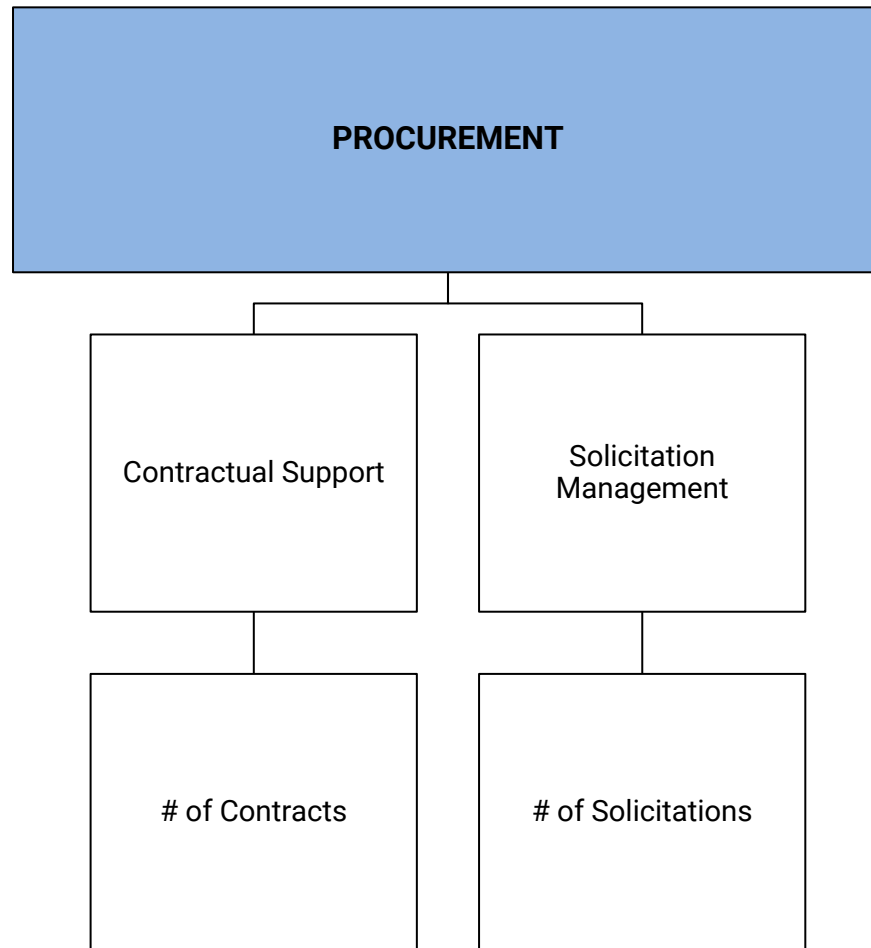 PROCUREMENT
Contractual Support
Solicitation
Management
# of Contracts
# of Solicitations